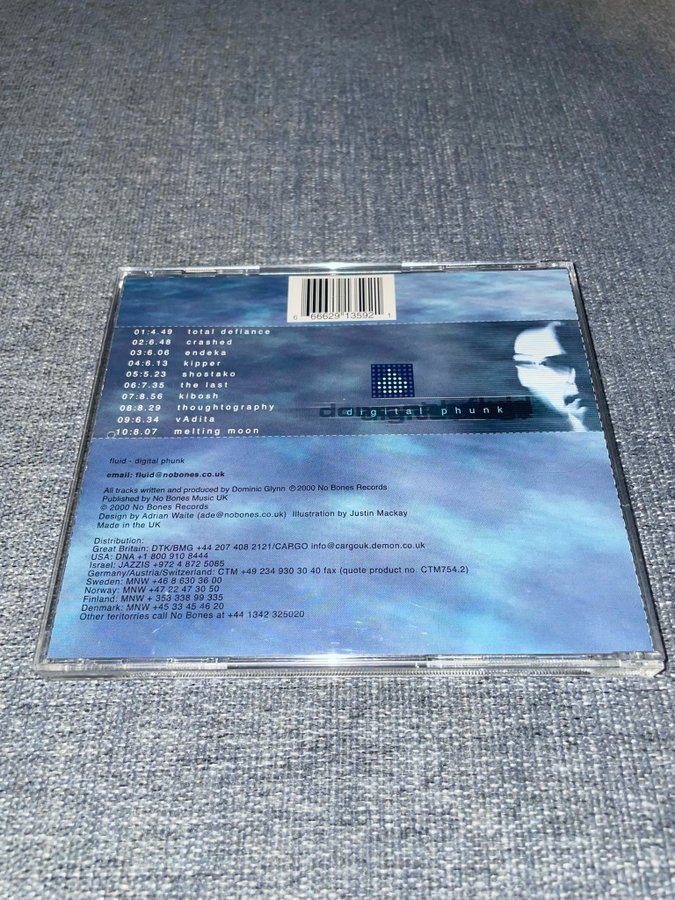 6 66629 13592 1
01:4.49 total defiance
02:6.48 crashed
03:6.06 endeka
04:6.13 kipper
05:5.23 shostako
06:7.35 the last
07:8.56 kibosh
08:8.29 thoughtography
09:6.34 vAdita
10:8.07 melting moon
digital phunk
fluid - digital phunk
email: fluid@nobones.co.uk
All tracks written and produced by Dominic Glynn ℗2000 No Bones Records
Published by No Bones Music UK
© 2000 No Bones Records
Design by Adrian Waite (ade@nobones.co.uk) Illustration by Justin Mackay
Made in the UK
Distribution:
Great Britain: DTK/BMG +44 207 408 2121/CARGO info@cargouk.demon.co.uk
USA: DNA +1 800 910 8444
Israel: JAZZIS +972 4 872 5085
Germany/Austria/Switzerland: CTM +49 234 930 30 40 fax (quote product no. CTM754.2)
Sweden: MNW +46 8 630 36 00
Norway: MNW +47 22 47 30 50
Finland: MNW + 353 338 99 335
Denmark: MNW +45 33 45 46 20
Other teritorries call No Bones at +44 1342 325020